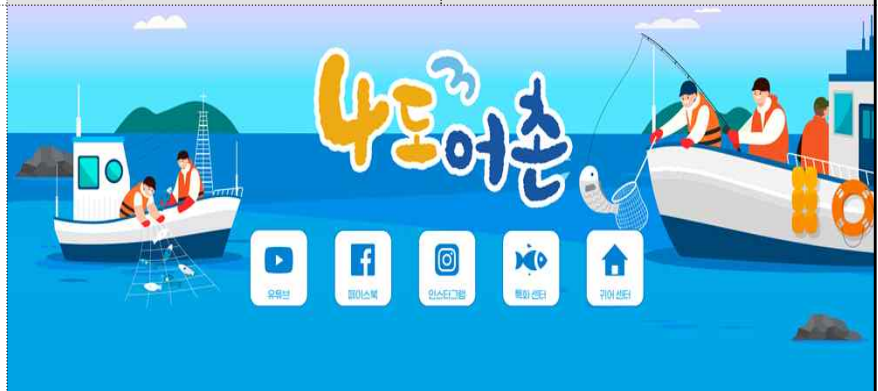 4도3어촌
유튜브
페이스북
인스타그램
특화 센터
귀어 센터